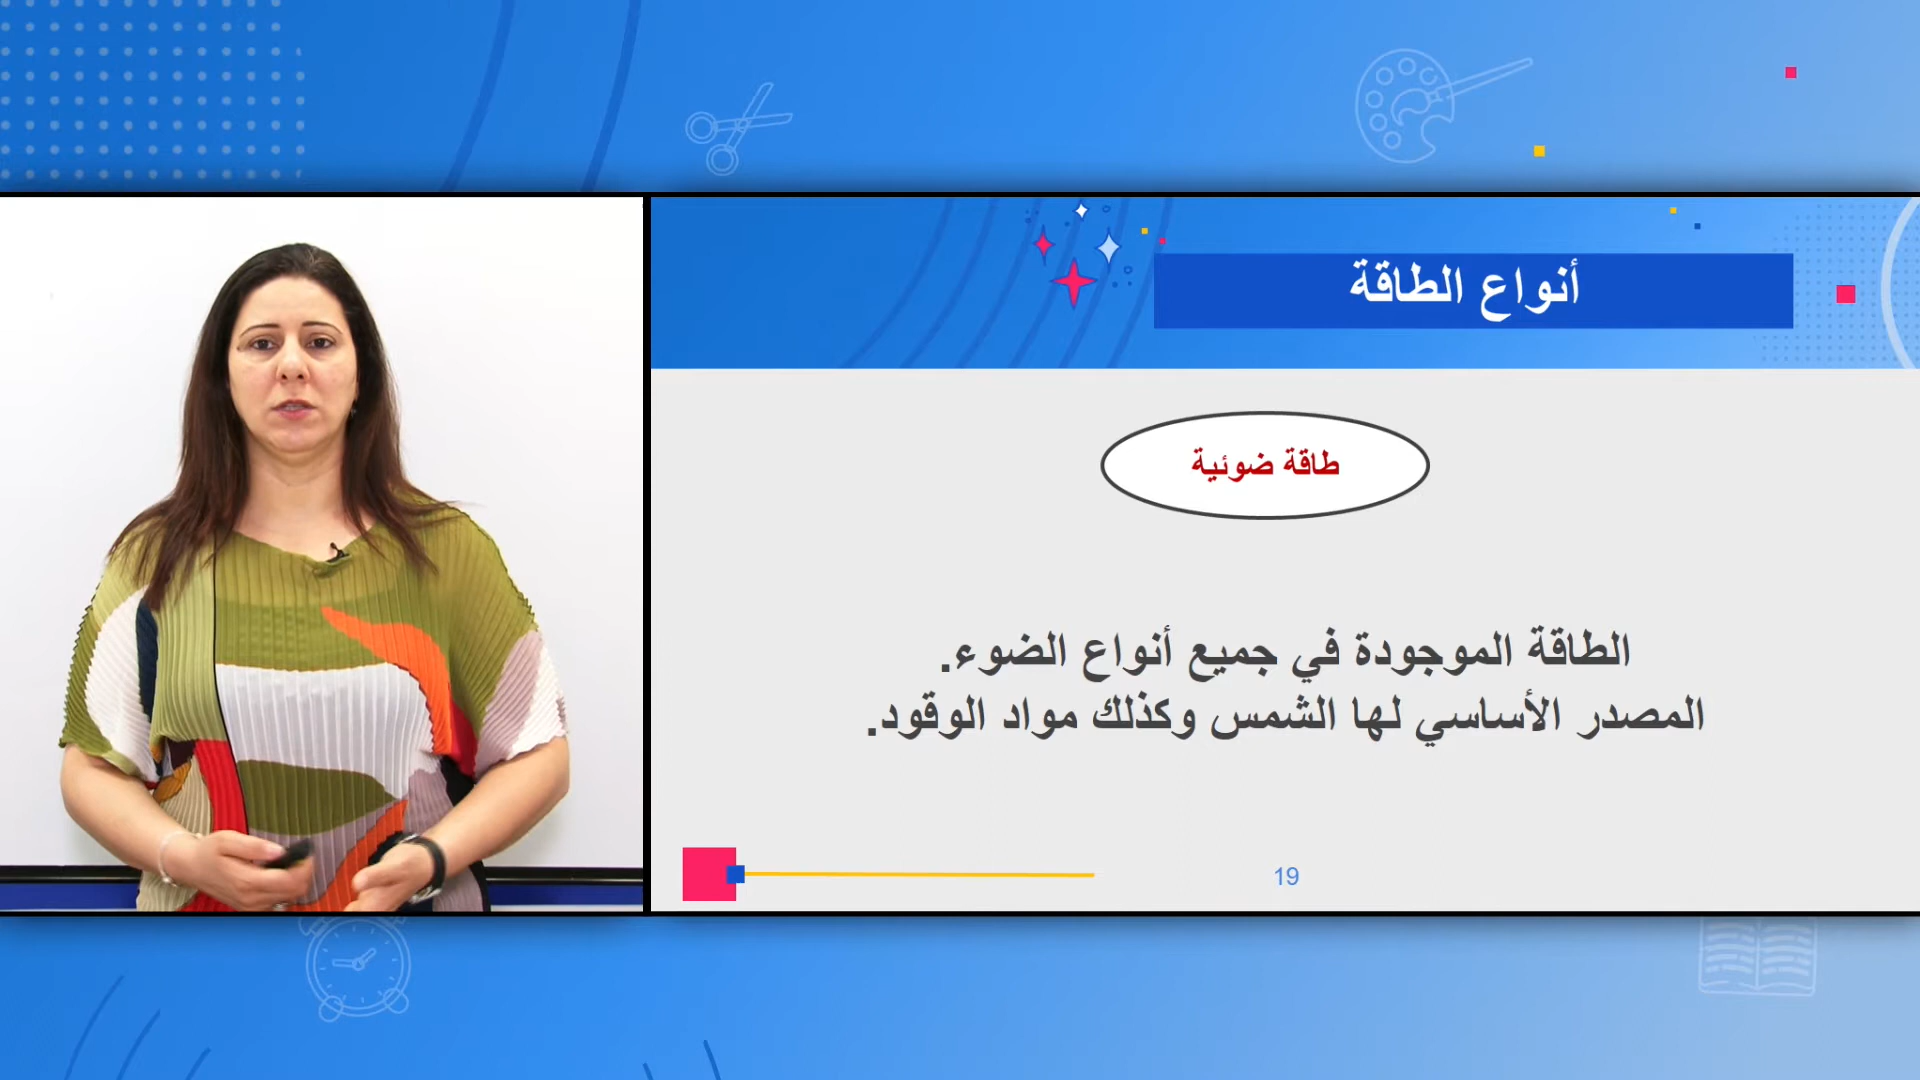 أنواع الطاقة
طاقة ضوئية
الطاقة الموجودة في جميع أنواع الضوء.
المصدر الأساسي لها الشمس وكذلك مواد الوقود.
19